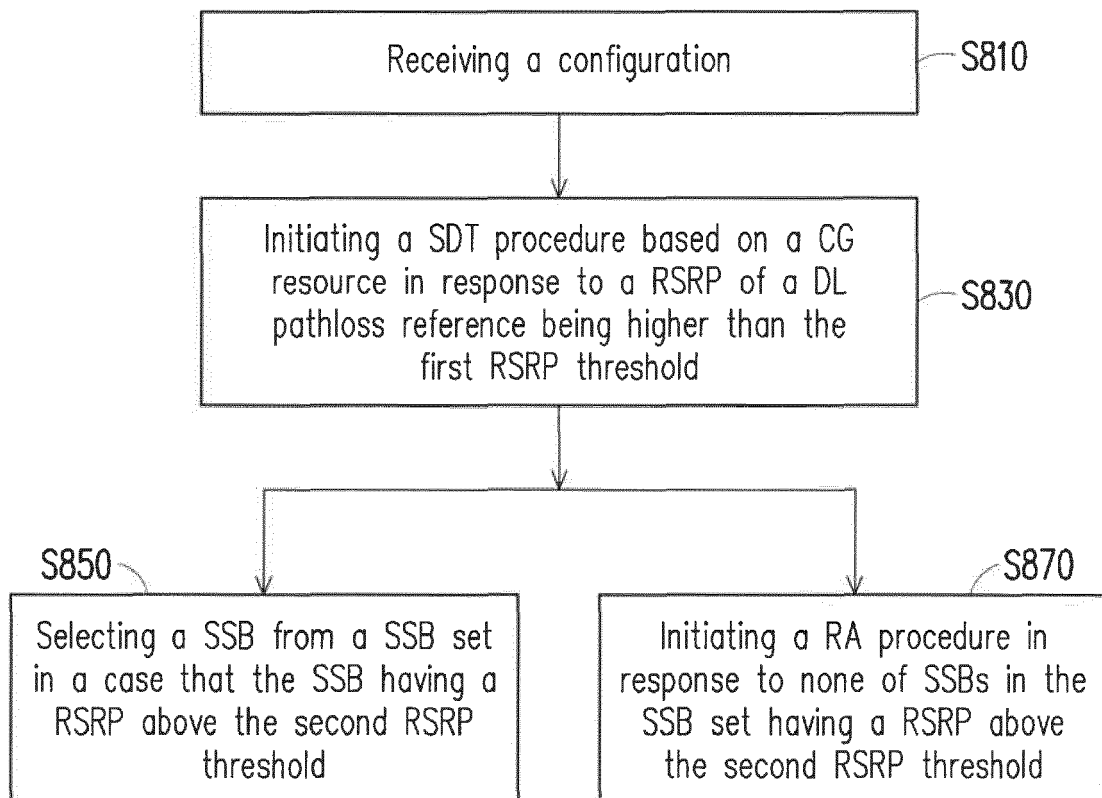 Receiving a configuration
S810
Initiating a SDT procedure based on a CG
resource in response to a RSRP of a DL
pathloss reference being higher than the
first RSRP threshold
S830
S850
Selecting a SSB from a SSB set
in a case that the SSB having a
RSRP above the second RSRP
threshold
S870
Initiating a RA procedure in
response to none of SSBs in the
SSB set having a RSRP above
the second RSRP threshold